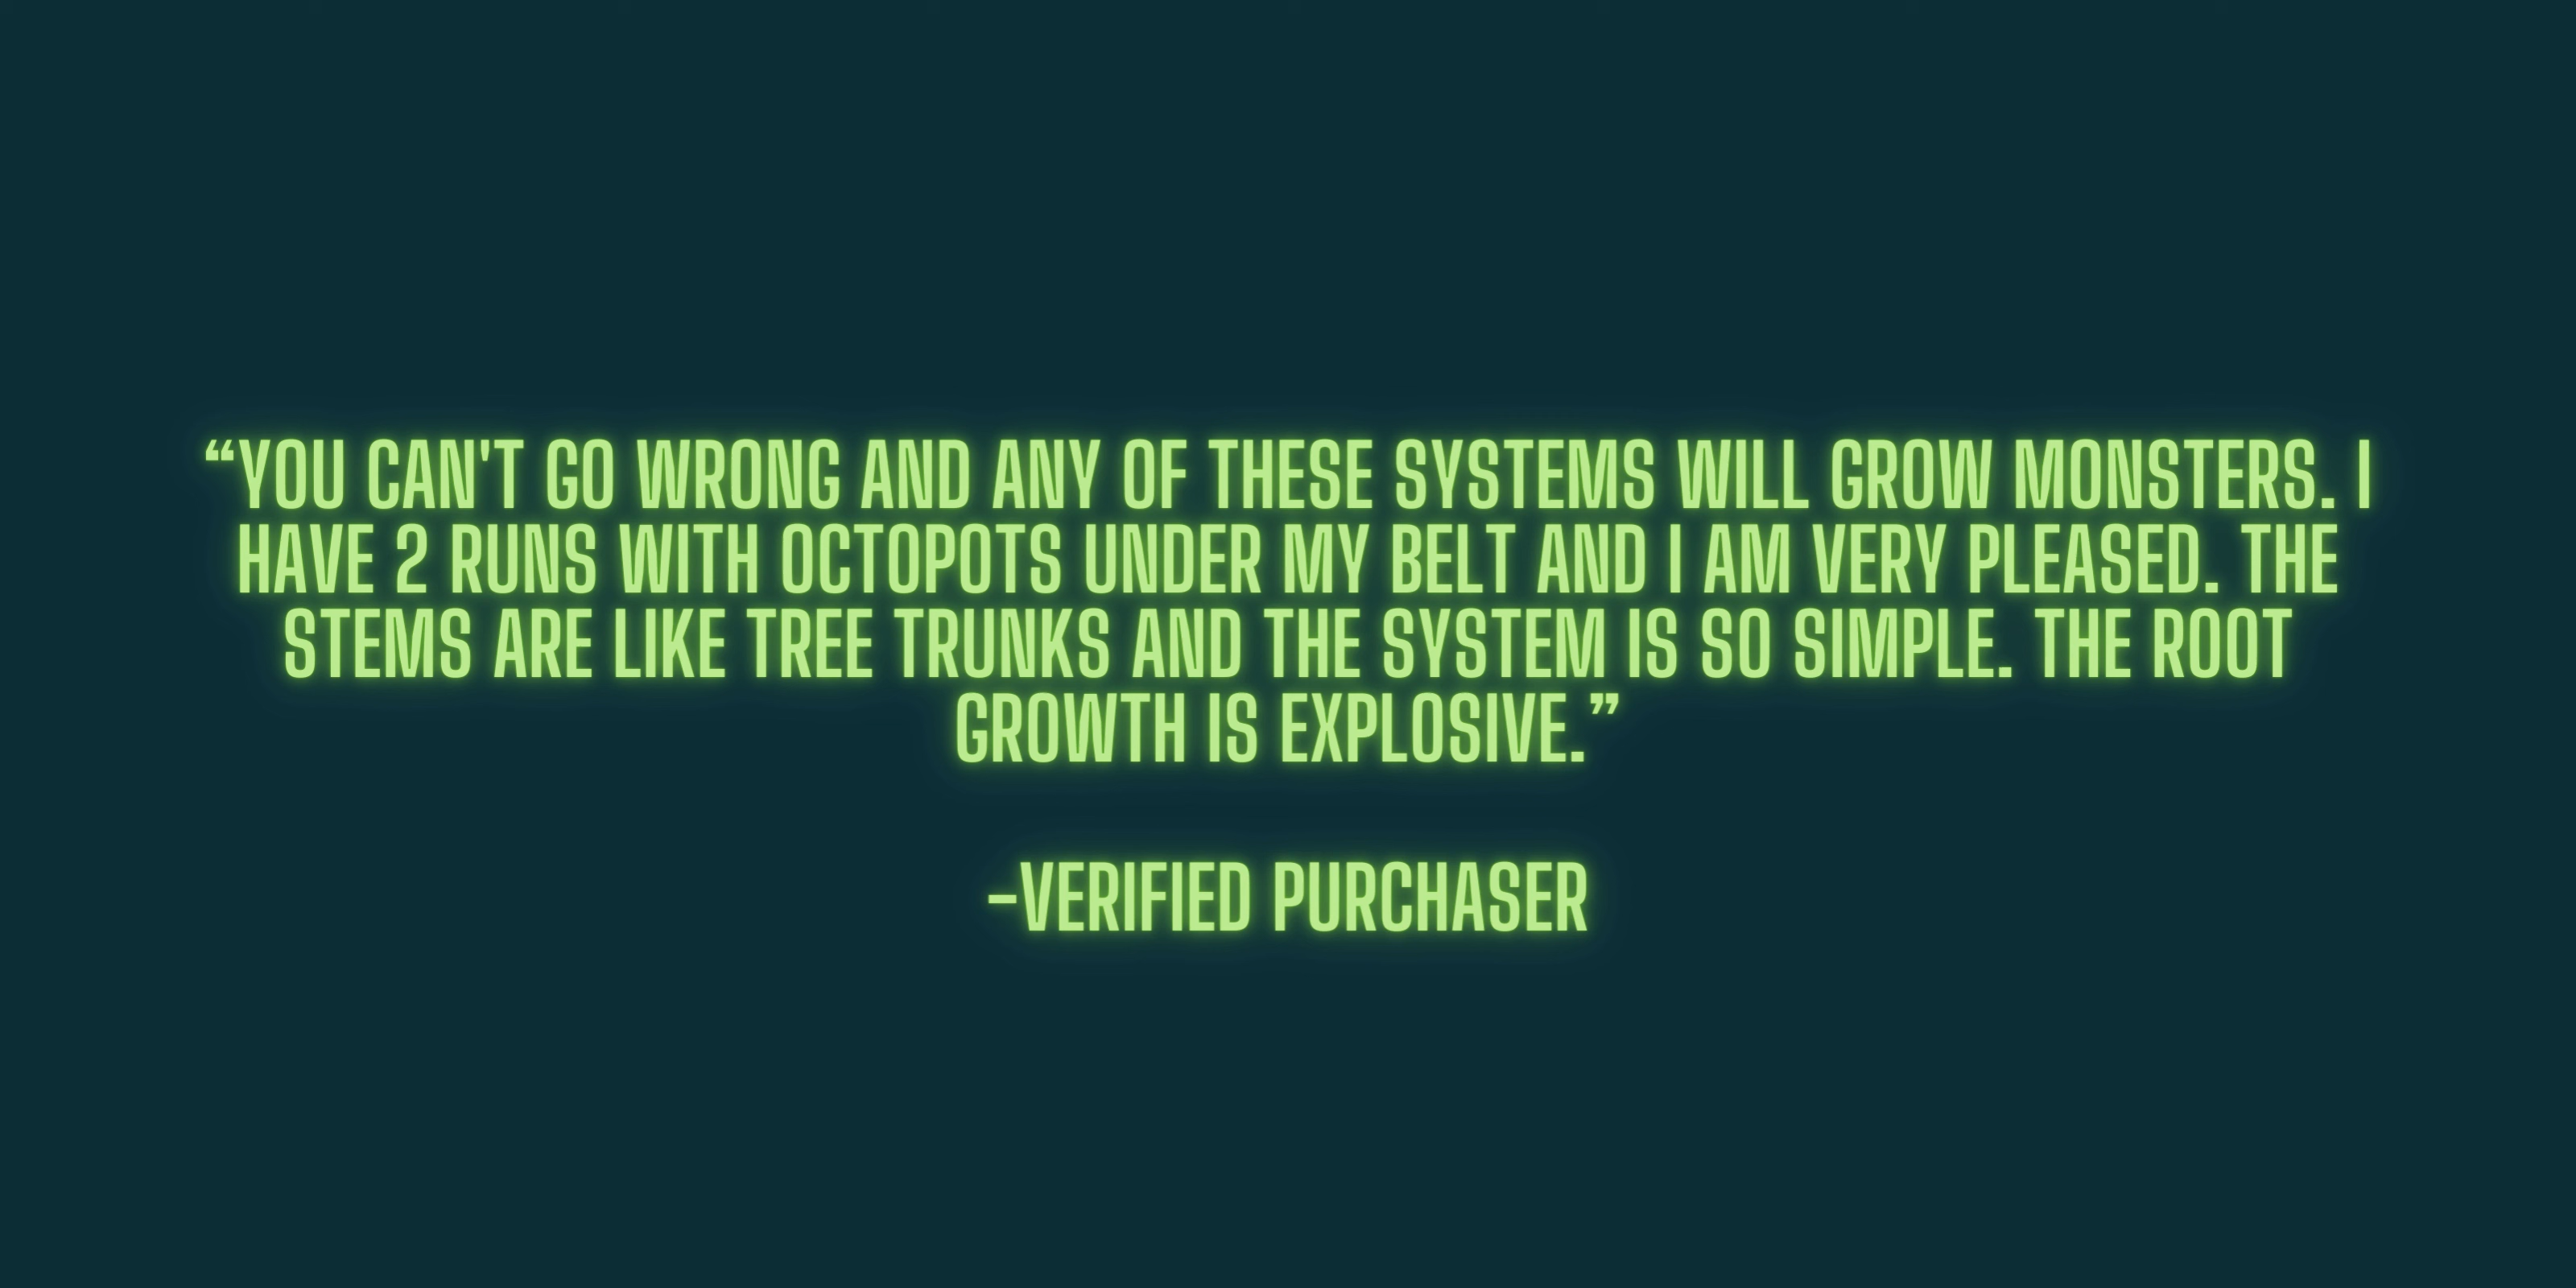 “YOU CAN'T GO WRONG AND ANY OF THESE SYSTEMS WILL GROW MONSTERS. I
HAVE 2 RUNS WITH OCTOPOTS UNDER MY BELT AND I AM VERY PLEASED. THE
STEMS ARE LIKE TREE TRUNKS AND THE SYSTEM IS SO SIMPLE. THE ROOT
GROWTH IS EXPLOSIVE.”
-VERIFIED PURCHASER